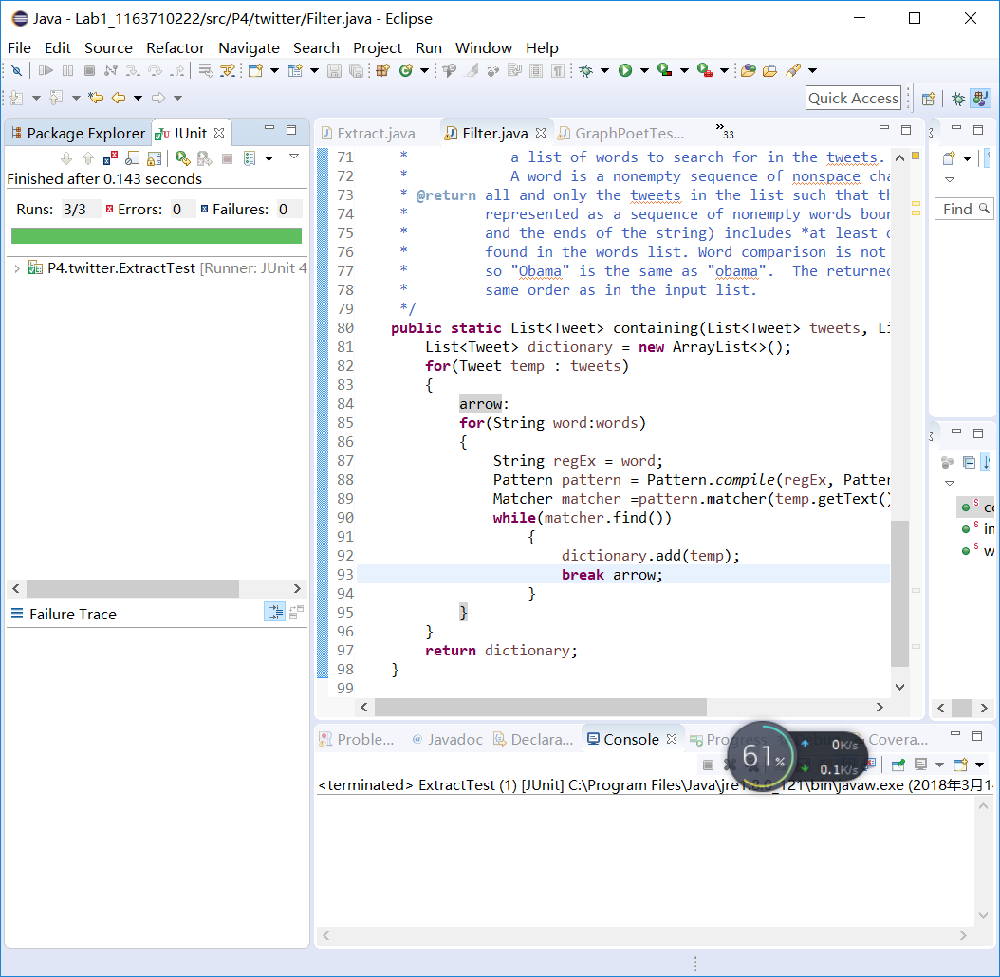 Java - Lab1_1163710222/src/P4/twitter/Filter.java - Eclipse
File Edit Source Refactor Navigate Search Project Run Window Help
Quick Access
Package Explorer JUnit
Finished after 0.143 seconds
Runs: 3/3 Errors: 0 Failures: 0
P4.twitter.ExtractTest [Runner: JUnit 4
Failure Trace
Extract.java Filter.java GraphPoetTes... »33
71 * a list of words to search for in the tweets.
72 * A word is a nonempty sequence of nonspace cha
73 * @return all and only the tweets in the list such that th
74 * represented as a sequence of nonempty words boun
75 * and the ends of the string) includes *at least o
76 * found in the words list. Word comparison is not
77 * so "Obama" is the same as "obama". The returned
78 * same order as in the input list.
79 */
80 public static List<Tweet> containing(List<Tweet> tweets, Li
81 List<Tweet> dictionary = new ArrayList<>();
82 for(Tweet temp : tweets)
83 {
84 arrow:
85 for(String word:words)
86 {
87 String regEx = word;
88 Pattern pattern = Pattern.compile(regEx, Patter
89 Matcher matcher =pattern.matcher(temp.getText()
90 while(matcher.find())
91 {
92 dictionary.add(temp);
93 break arrow;
94 }
95 }
96 }
97 return dictionary;
98 }
99
Find
co
in
w
Proble... @ Javadoc Declara... Console Progress Covera...
61%
0K/s
0.1K/s
<terminated> ExtractTest (1) [JUnit] C:\Program Files\Java\jre1.8.0_121\bin\javaw.exe (2018年3月1